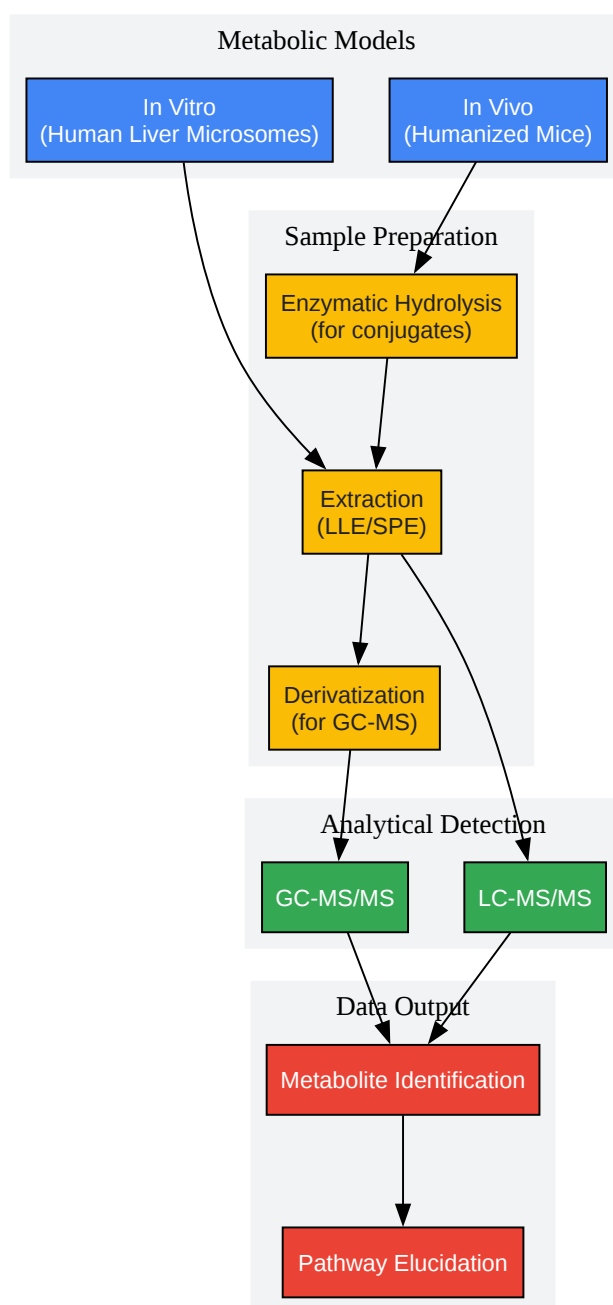 Metabolic Models
In Vitro
(Human Liver Microsomes)
In Vivo
(Humanized Mice)
Sample Preparation
Enzymatic Hydrolysis
(for conjugates)
Extraction
(LLE/SPE)
Derivatization
(for GC-MS)
Analytical Detection
GC-MS/MS
LC-MS/MS
Data Output
Metabolite Identification
Pathway Elucidation